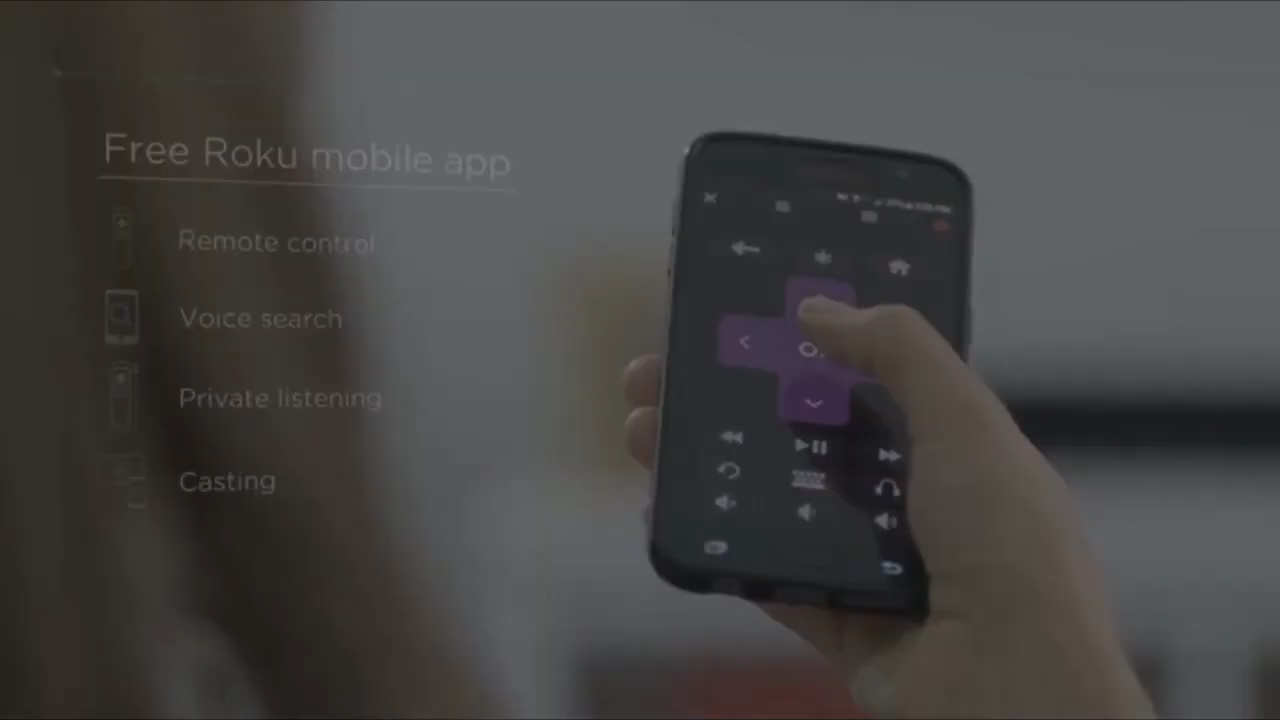 Free Roku mobile app
Remote control
Voice search
Private listening
Casting